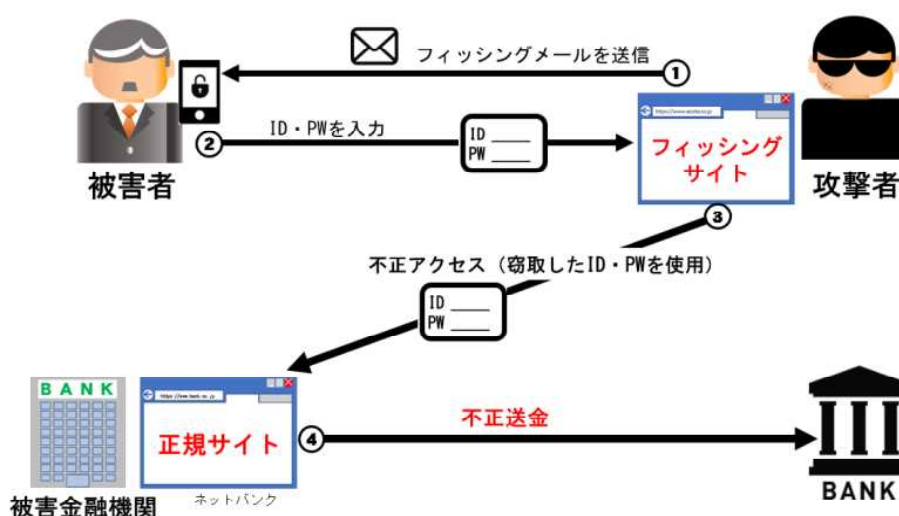 フィッシングメールを送信
①
ID・PWを入力
②
ID
PW
フィッシング
サイト
被害者
攻撃者
③
不正アクセス（窃取したID・PWを使用）
ID
PW
BANK
正規サイト
④
不正送金
ネットバンク
被害金融機関
BANK